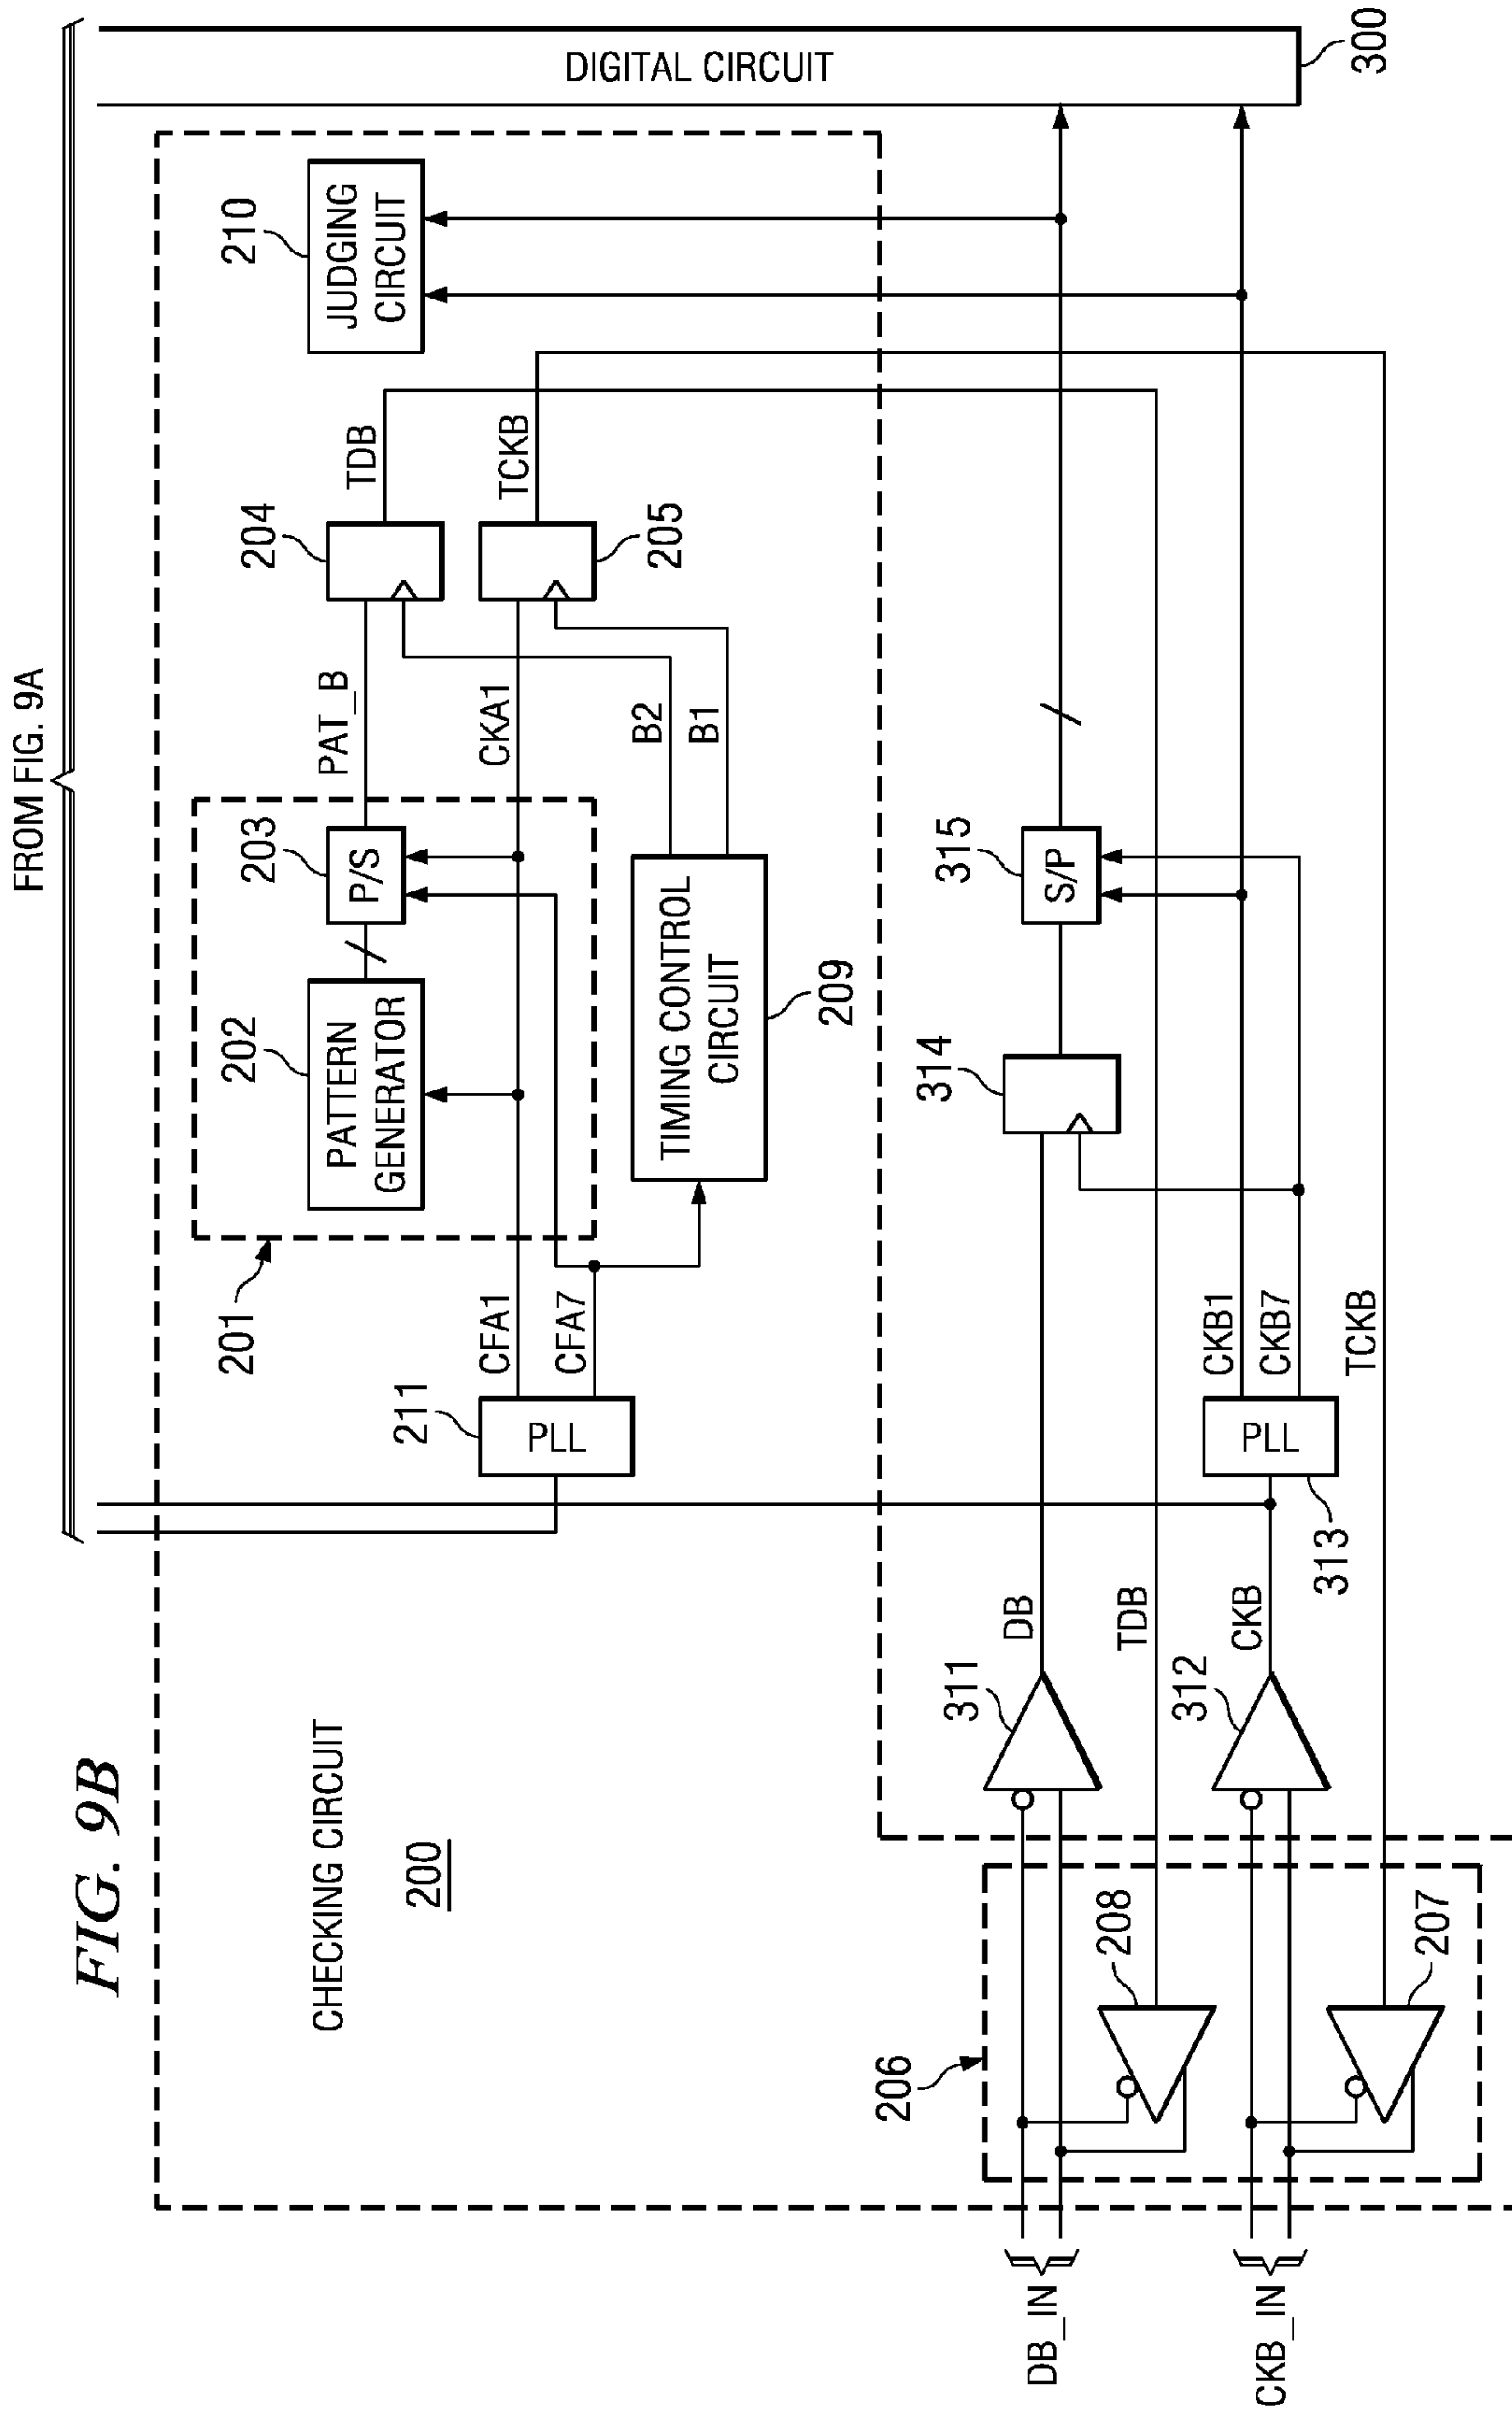 FIG. 9B
FROM FIG. 9A
CHECKING CIRCUIT
200
201
202
PATTERN
GENERATOR
203
P/S
PAT_B
204
TDB
210
JUDGING
CIRCUIT
DIGITAL CIRCUIT
300
211
PLL
CFA1
CFA7
CKA1
205
TCKB
B2
B1
TIMING CONTROL
CIRCUIT
209
206
208
207
DB_IN
CKB_IN
311
DB
TDB
312
CKB
313
PLL
CKB1
CKB7
TCKB
314
315
S/P